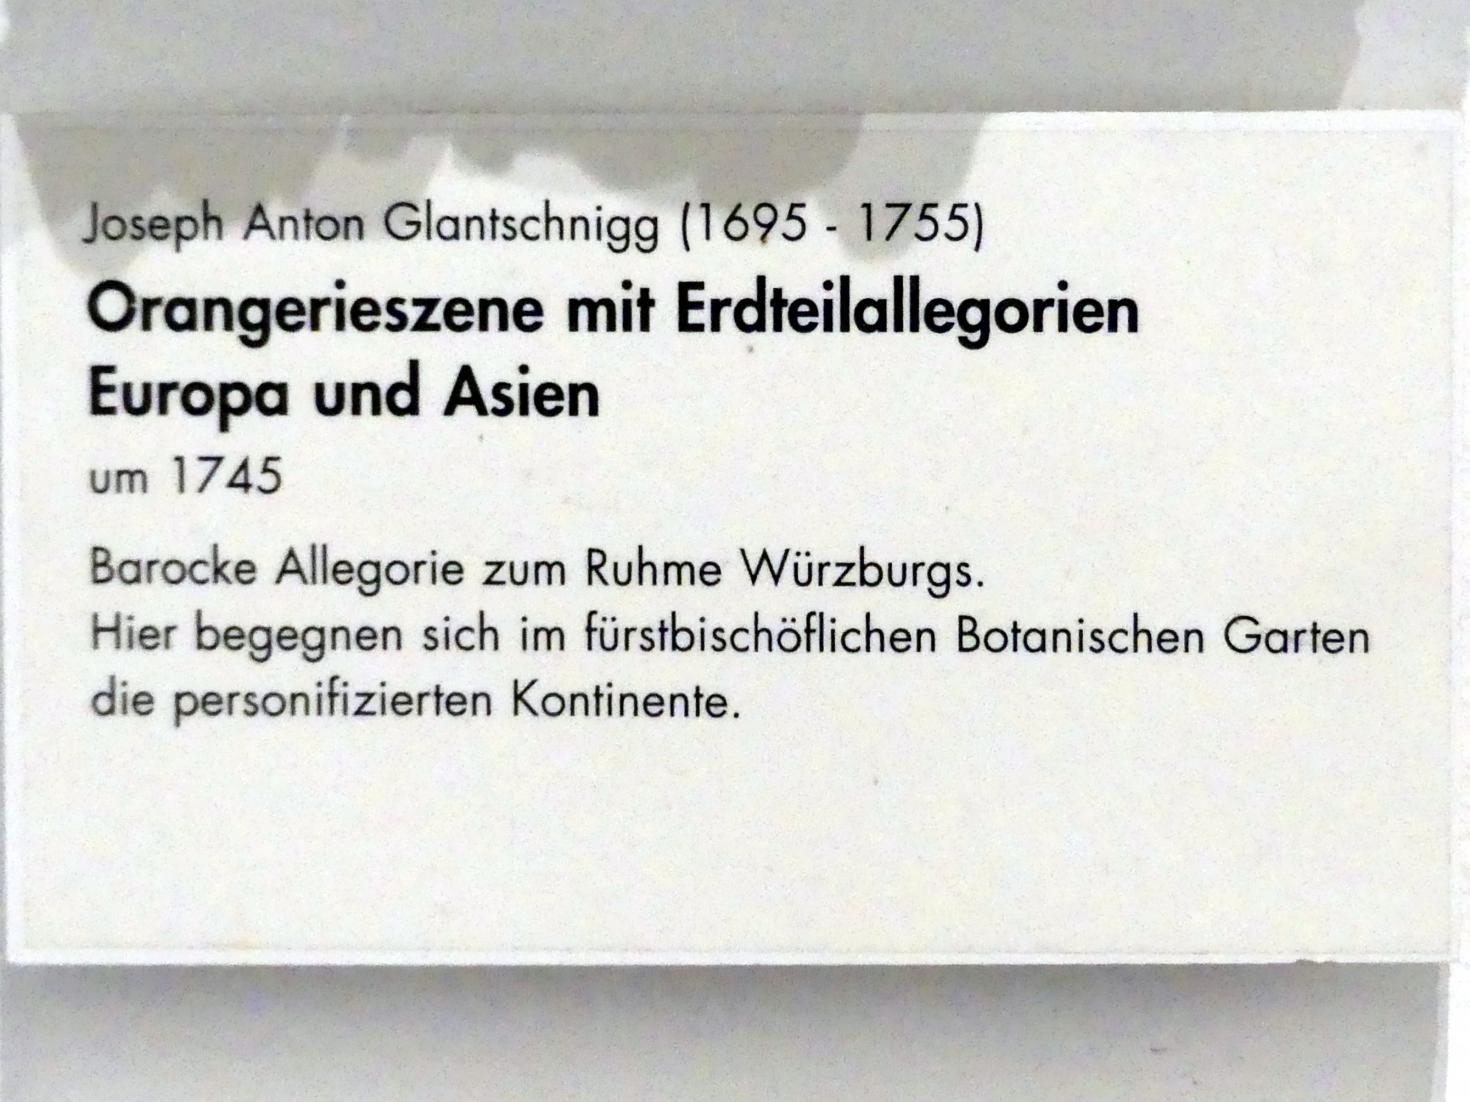 Joseph Anton Glantschnigg (1695 - 1755)
Orangerieszene mit Erdteilallegorien
Europa und Asien
um 1745
Barocke Allegorie zum Ruhme Würzburgs.
Hier begegnen sich im fürstbischöflichen Botanischen Garten
die personifizierten Kontinente.